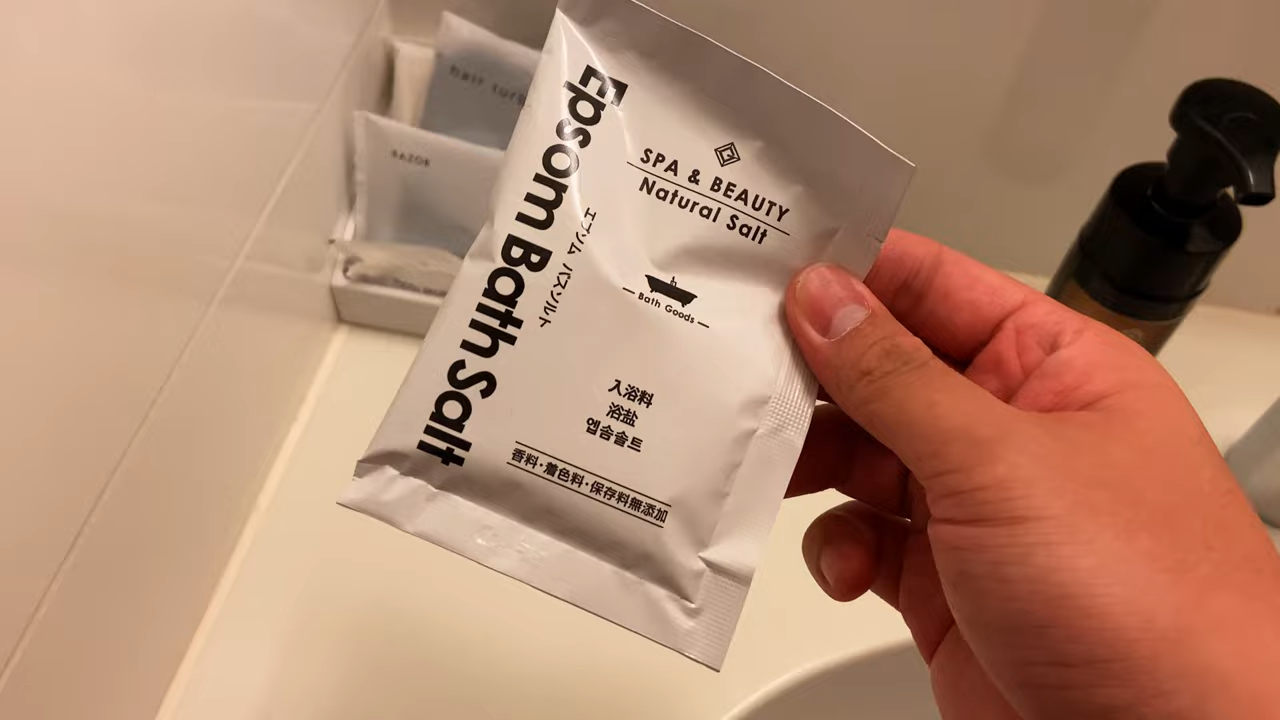 Epsom Bath Salt
エプソム バスソルト
SPA & BEAUTY
Natural Salt
Bath Goods
入浴料
浴盐
엡솜솔트
香料・着色料・保存料無添加
hair
RAZOR